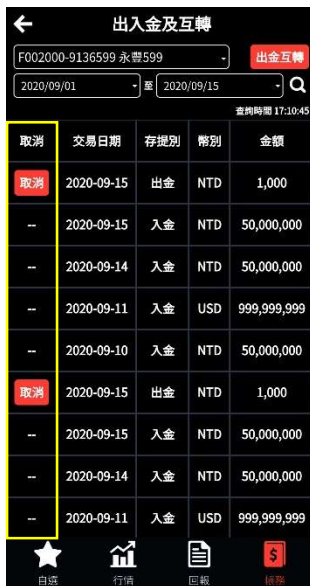 出入金及互轉
F002000-9136599 永豐599 出金互轉
2020/09/01 至 2020/09/15
查詢時間 17:10:45
取消 交易日期 存提別 幣別 金額
取消 2020-09-15 出金 NTD 1,000
-- 2020-09-15 入金 NTD 50,000,000
-- 2020-09-14 入金 NTD 50,000,000
-- 2020-09-11 入金 USD 999,999,999
-- 2020-09-10 入金 NTD 50,000,000
取消 2020-09-15 出金 NTD 1,000
-- 2020-09-15 入金 NTD 50,000,000
-- 2020-09-14 入金 NTD 50,000,000
-- 2020-09-11 入金 USD 999,999,999
自選 行情 回報 帳務